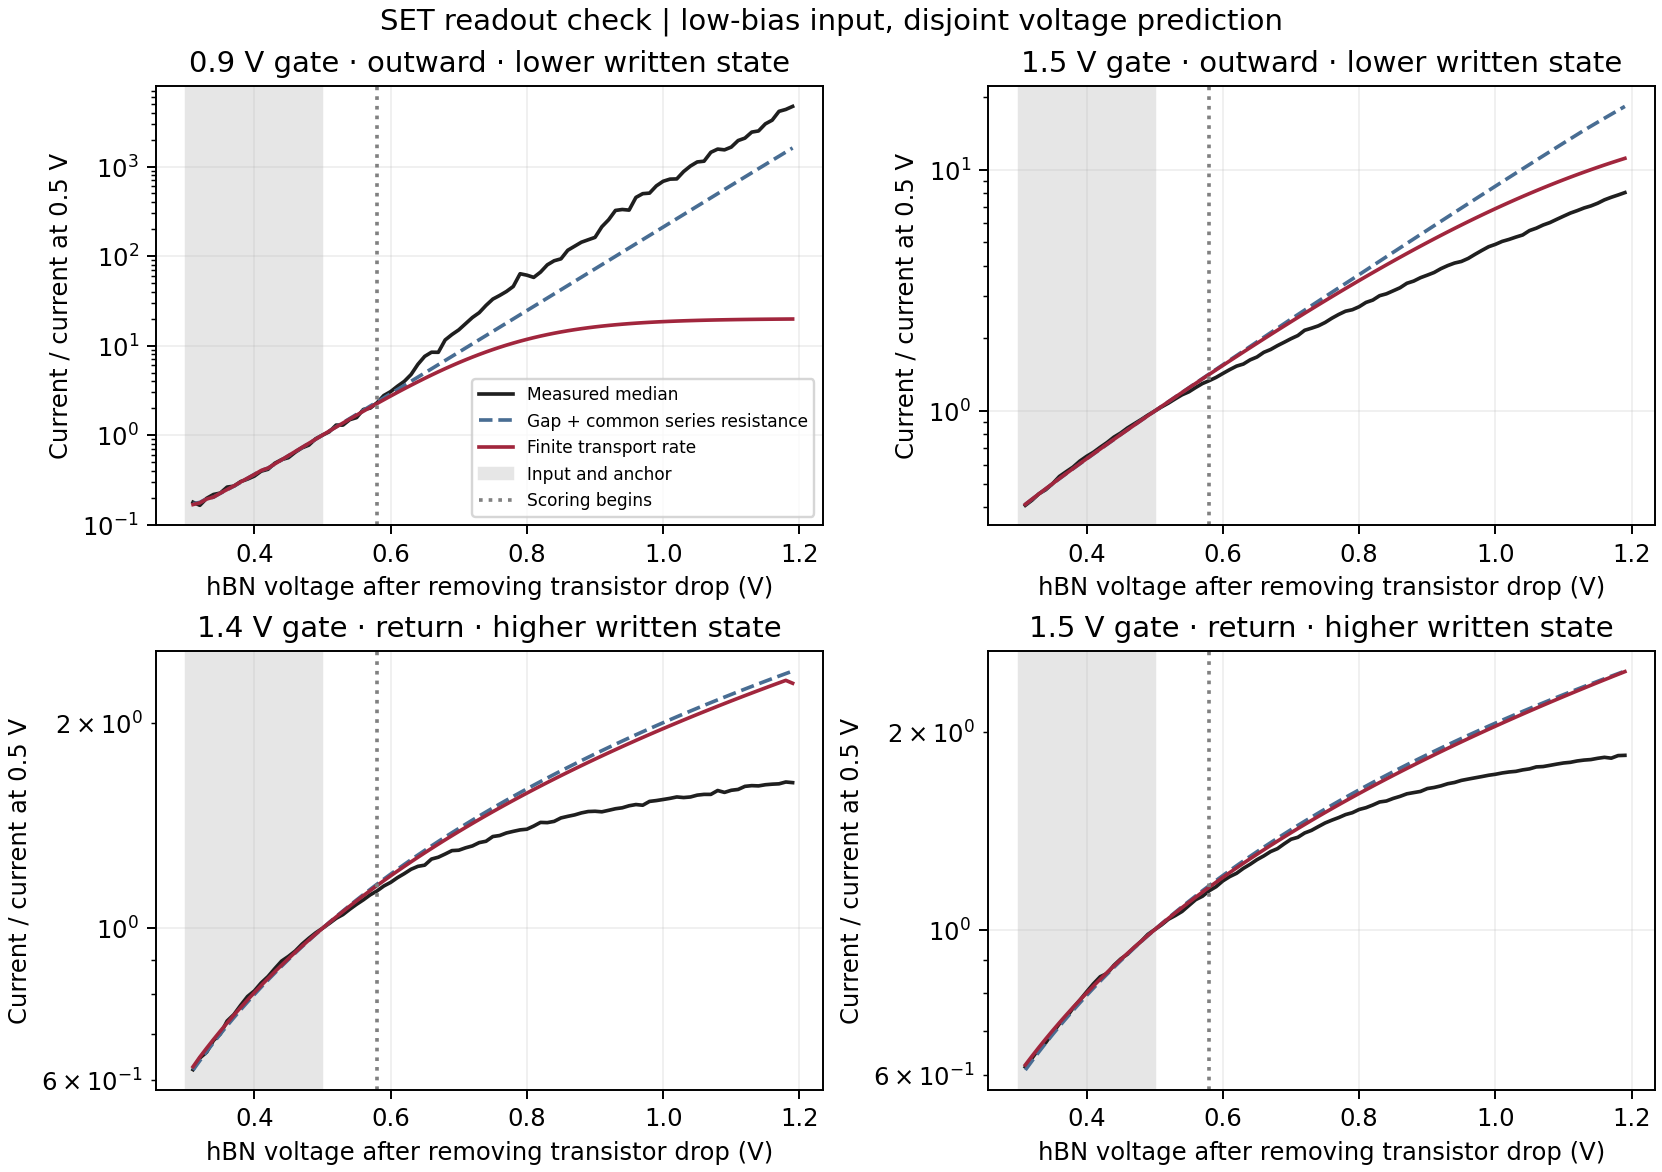 SET readout check | low-bias input, disjoint voltage prediction
0.9 V gate · outward · lower written state
Current / current at 0.5 V
10³
10²
10¹
10⁰
10⁻¹
Measured median
Gap + common series resistance
Finite transport rate
Input and anchor
Scoring begins
0.4 0.6 0.8 1.0 1.2
hBN voltage after removing transistor drop (V)
1.5 V gate · outward · lower written state
Current / current at 0.5 V
10¹
10⁰
0.4 0.6 0.8 1.0 1.2
hBN voltage after removing transistor drop (V)
1.4 V gate · return · higher written state
Current / current at 0.5 V
2 × 10⁰
10⁰
6 × 10⁻¹
0.4 0.6 0.8 1.0 1.2
hBN voltage after removing transistor drop (V)
1.5 V gate · return · higher written state
Current / current at 0.5 V
2 × 10⁰
10⁰
6 × 10⁻¹
0.4 0.6 0.8 1.0 1.2
hBN voltage after removing transistor drop (V)